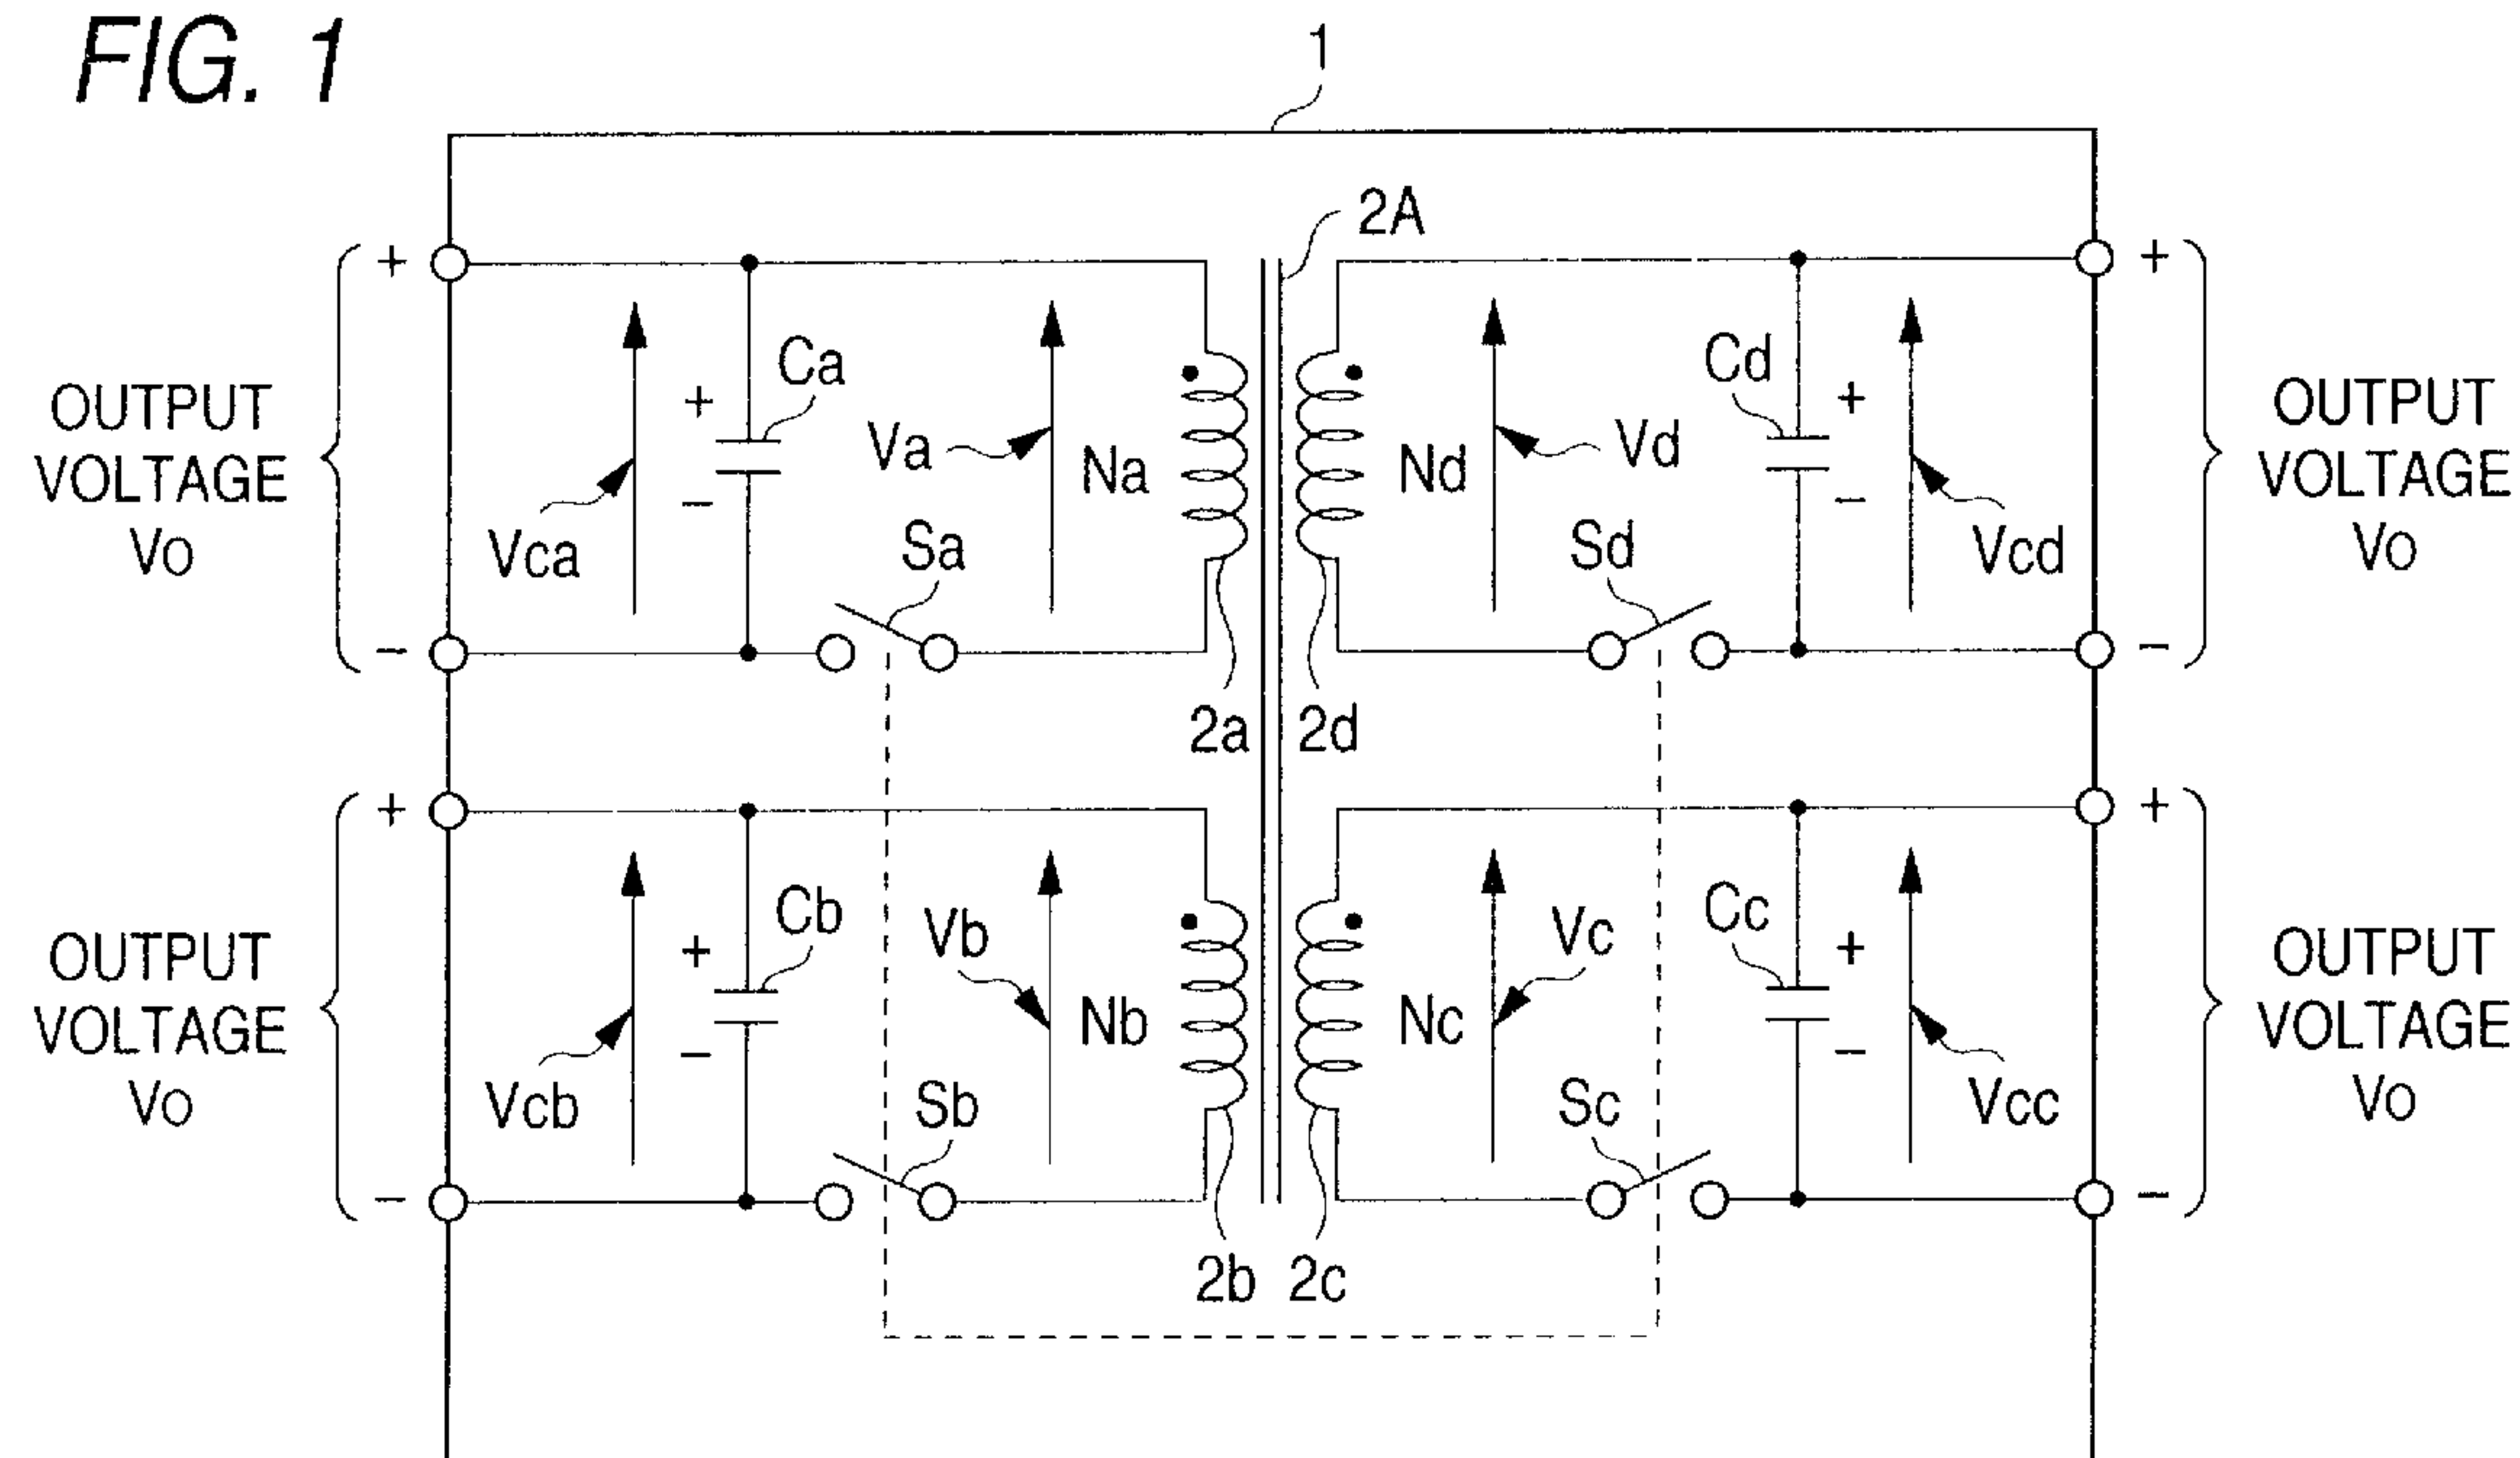 FIG. 1
1
2A
+
+
+
+
Ca
Cd
OUTPUT
VOLTAGE
Vo
Va
Na
Nd
Vd
OUTPUT
VOLTAGE
Vo
−
−
Vca
Sa
Sd
Vcd
−
−
2a
2d
+
+
+
+
Cb
Vb
Vc
Cc
OUTPUT
VOLTAGE
Vo
Nb
Nc
OUTPUT
VOLTAGE
Vo
−
−
Vcb
Sb
Sc
Vcc
−
−
2b
2c